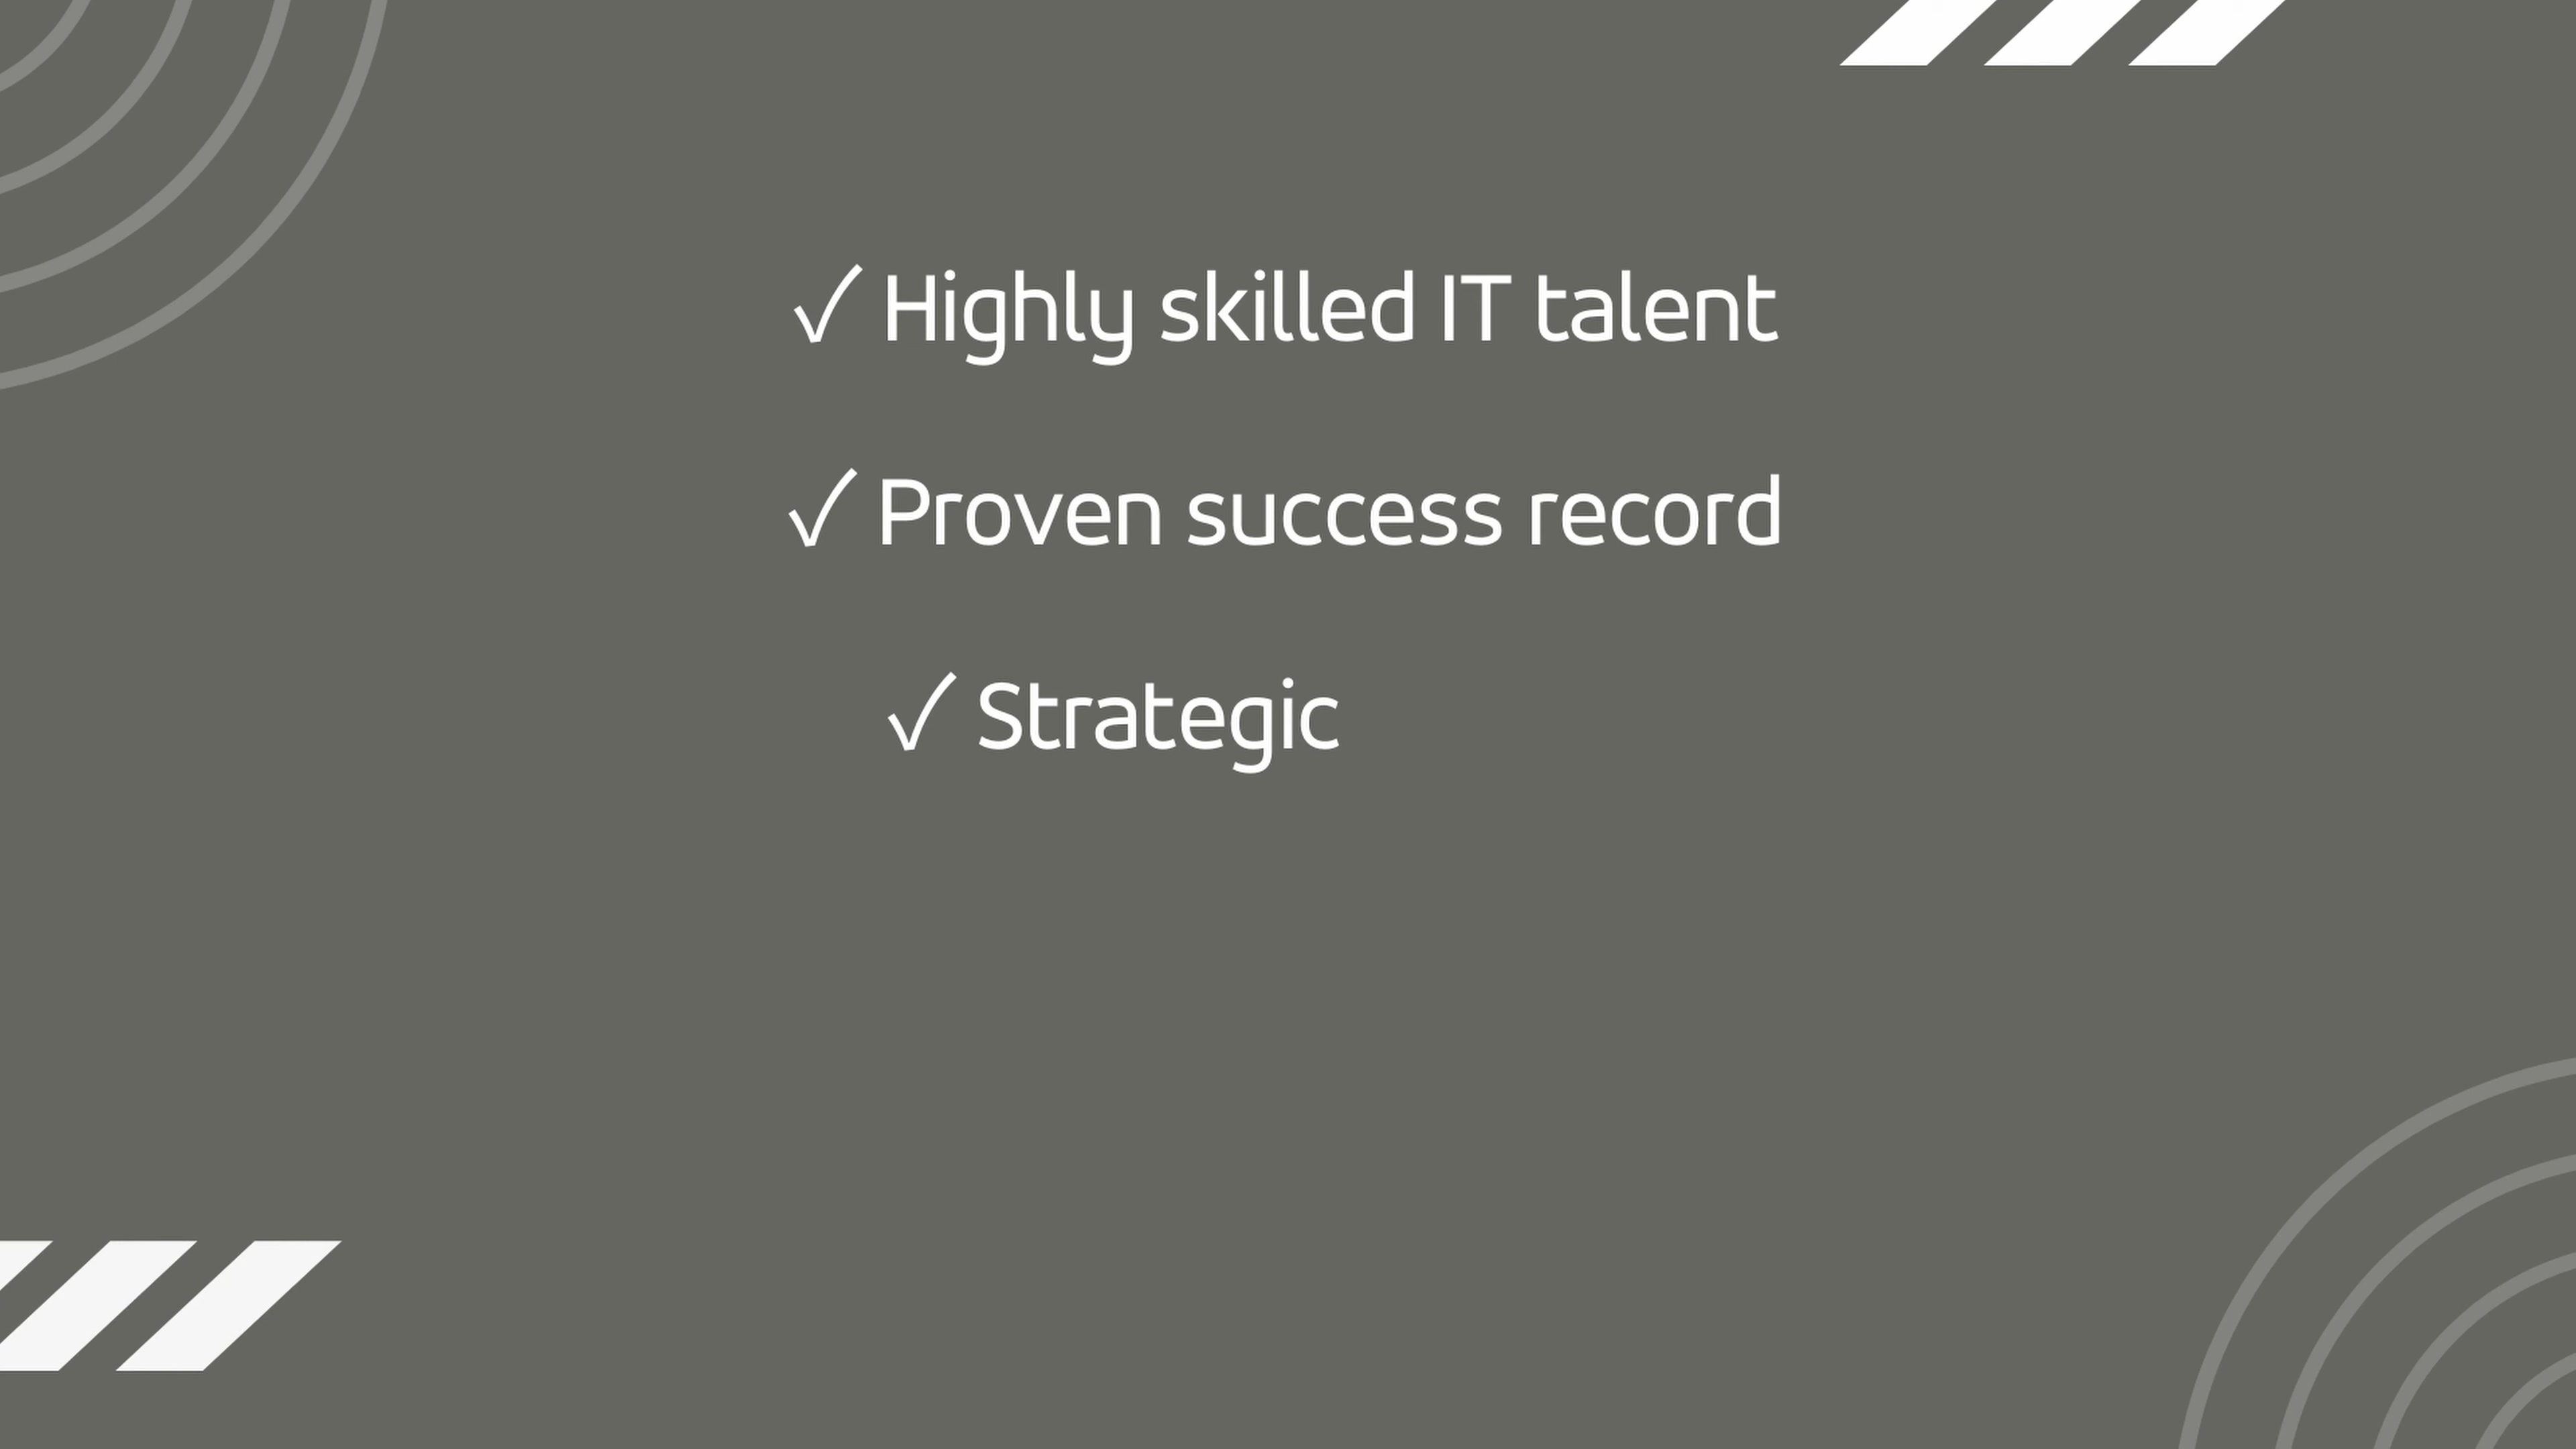 ✓ Highly skilled IT talent
✓ Proven success record
✓ Strategic